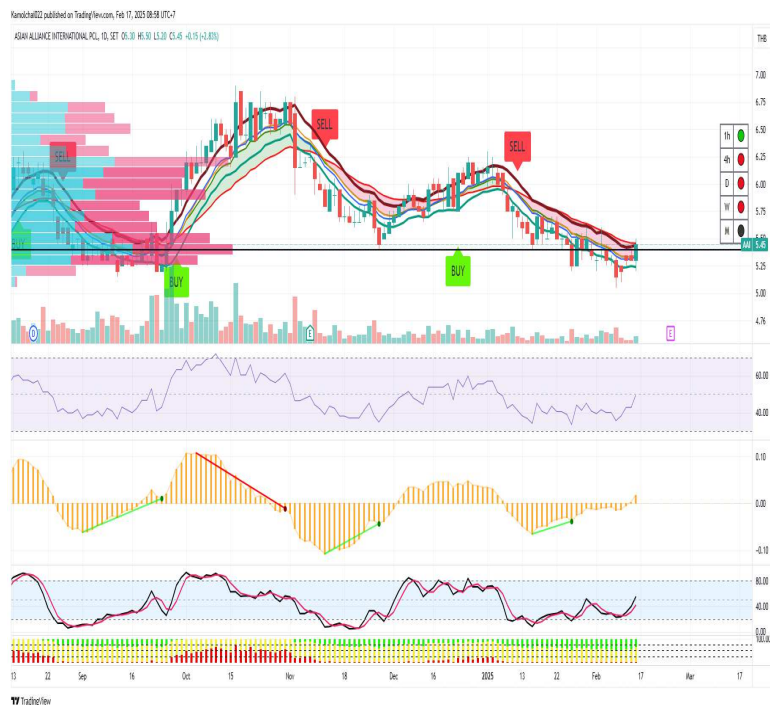 Kamolchai022 published on TradingView.com, Feb 17, 2025 08:58 UTC+7
ASIAN ALLIANCE INTERNATIONAL PCL, 1D, SET O5.30 H5.50 L5.20 C5.45 +0.15 (+2.83%)
THB
7.00
6.75
6.50
6.25
6.00
5.75
5.50
AAI 5.45
5.00
4.76
SELL
SELL
SELL
BUY
BUY
BUY
1h
4h
D
W
M
D
E
E
60.00
40.00
0.10
0.00
-0.10
80.00
40.00
0.00
100.00
13 22 Sep 16 Oct 15 Nov 18 Dec 16 2025 13 22 Feb 17 Mar 17
TradingView